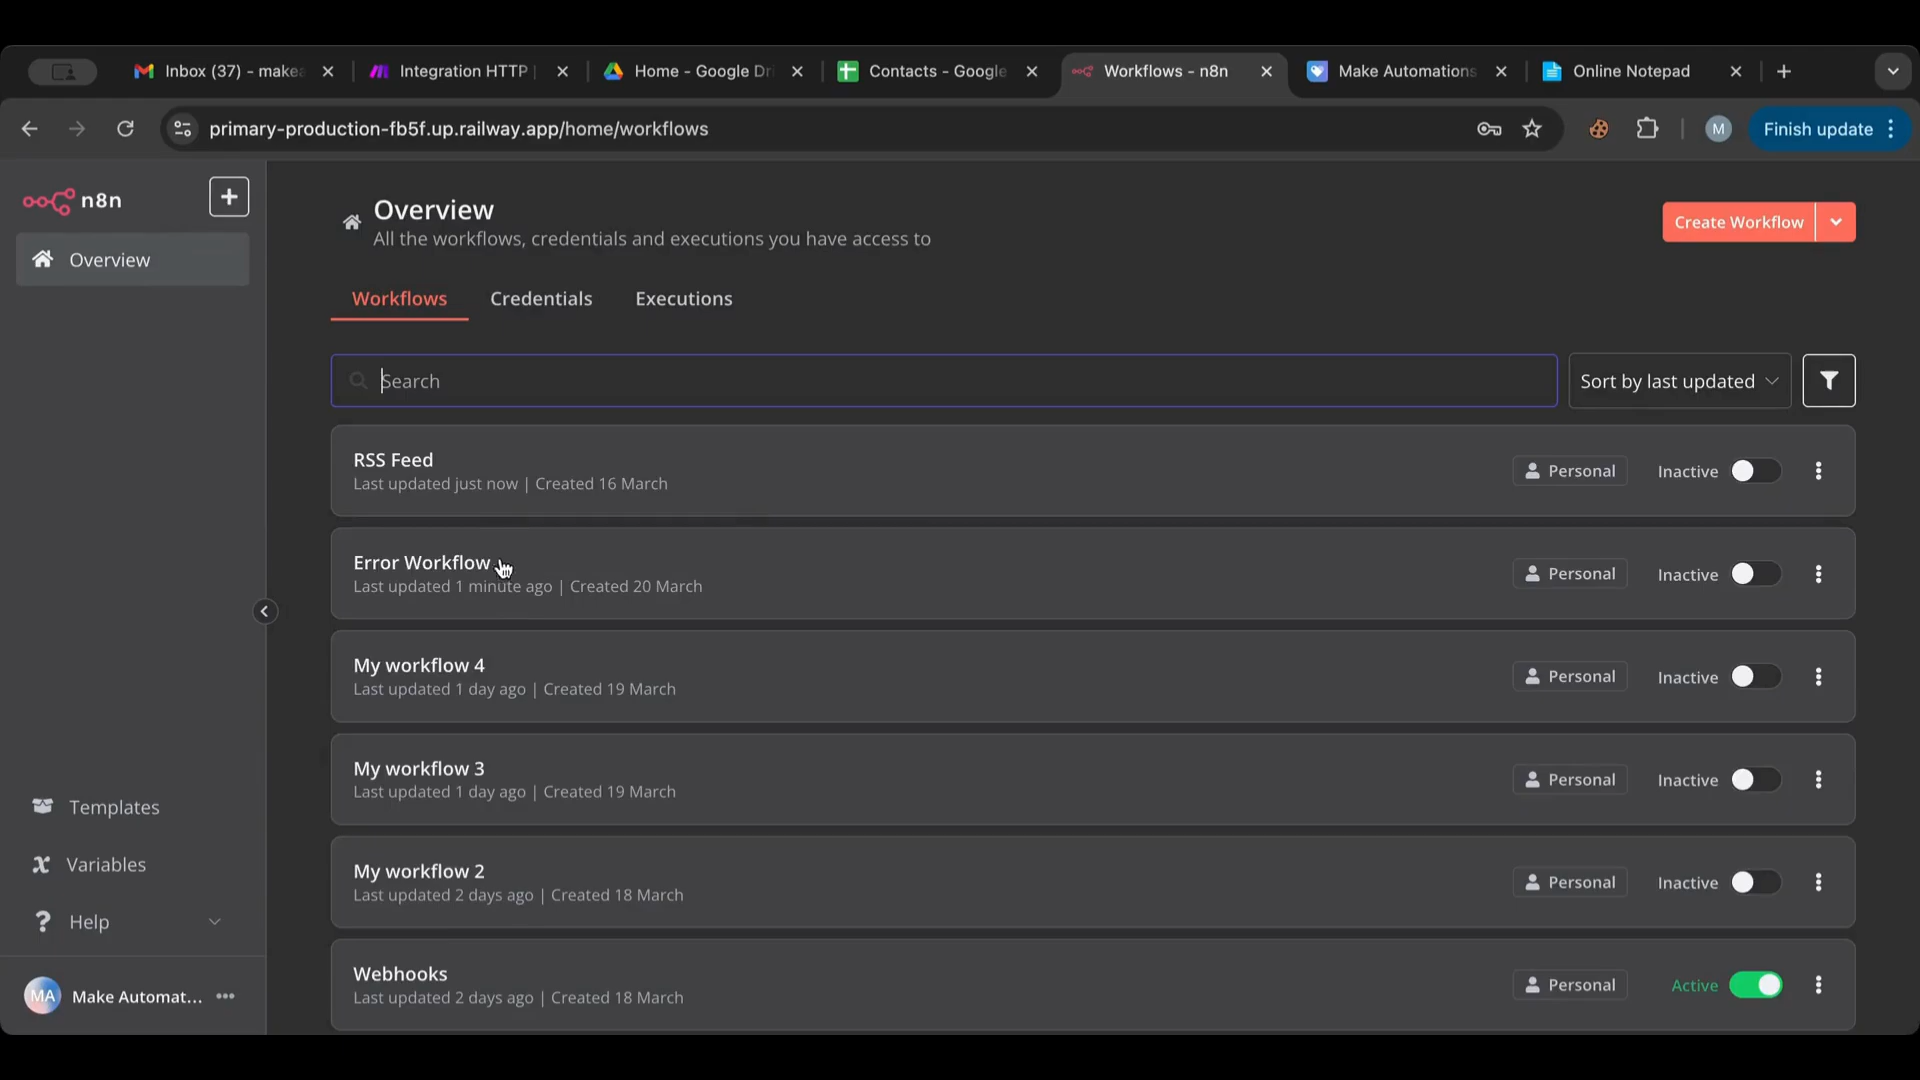 Inbox (37) - makea
Integration HTTP
Home - Google Dri
Contacts - Google
Workflows - n8n
Make Automations
Online Notepad
primary-production-fb5f.up.railway.app/home/workflows
M
Finish update
n8n
Overview
Templates
Variables
Help
MA
Make Automat...
Overview
All the workflows, credentials and executions you have access to
Create Workflow
Workflows
Credentials
Executions
Search
Sort by last updated
RSS Feed
Last updated just now | Created 16 March
Personal
Inactive
Error Workflow
Last updated 1 minute ago | Created 20 March
Personal
Inactive
My workflow 4
Last updated 1 day ago | Created 19 March
Personal
Inactive
My workflow 3
Last updated 1 day ago | Created 19 March
Personal
Inactive
My workflow 2
Last updated 2 days ago | Created 18 March
Personal
Inactive
Webhooks
Last updated 2 days ago | Created 18 March
Personal
Active